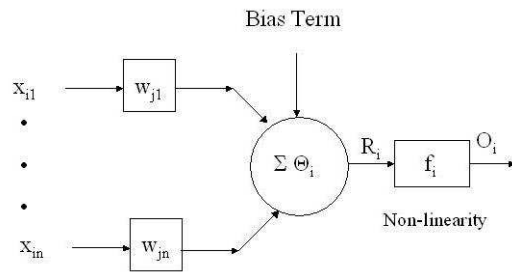 Bias Term
x_i1
w_j1
Σ Θ_i
R_i
f_i
O_i
Non-linearity
x_in
w_jn